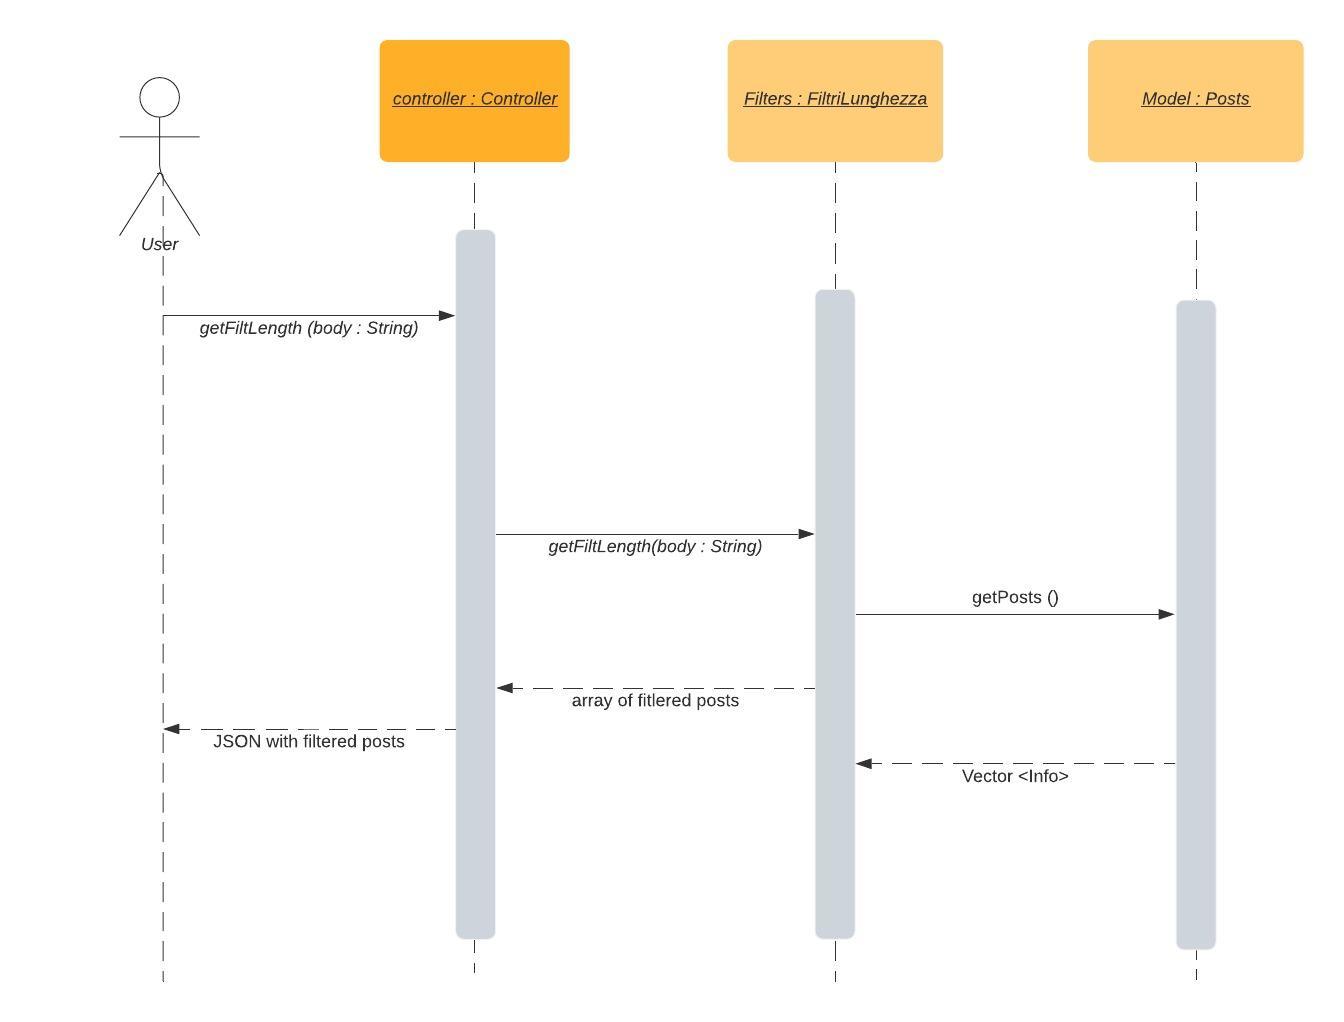 controller : Controller
Filters : FiltriLunghezza
Model : Posts
User
getFiltLength (body : String)
getFiltLength(body : String)
getPosts ()
array of fitlered posts
JSON with filtered posts
Vector <Info>